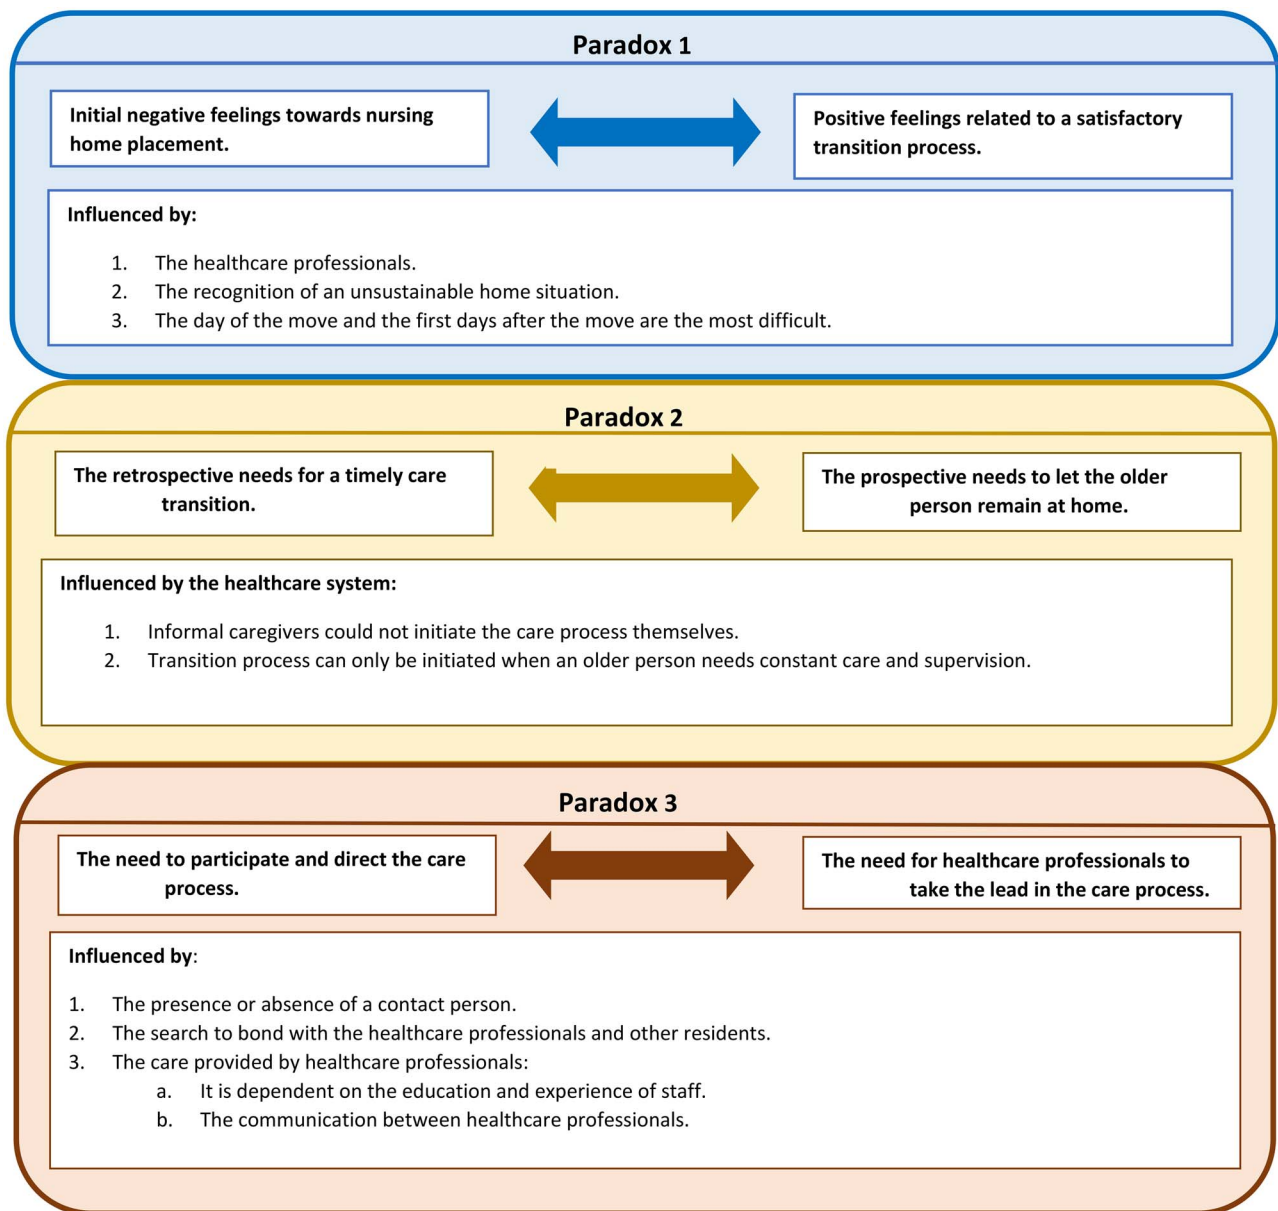 Paradox 1
Initial negative feelings towards nursing
home placement.
Positive feelings related to a satisfactory
transition process.
Influenced by:
1. The healthcare professionals.
2. The recognition of an unsustainable home situation.
3. The day of the move and the first days after the move are the most difficult.
Paradox 2
The retrospective needs for a timely care
transition.
The prospective needs to let the older
person remain at home.
Influenced by the healthcare system:
1. Informal caregivers could not initiate the care process themselves.
2. Transition process can only be initiated when an older person needs constant care and supervision.
Paradox 3
The need to participate and direct the care
process.
The need for healthcare professionals to
take the lead in the care process.
Influenced by:
1. The presence or absence of a contact person.
2. The search to bond with the healthcare professionals and other residents.
3. The care provided by healthcare professionals:
a. It is dependent on the education and experience of staff.
b. The communication between healthcare professionals.